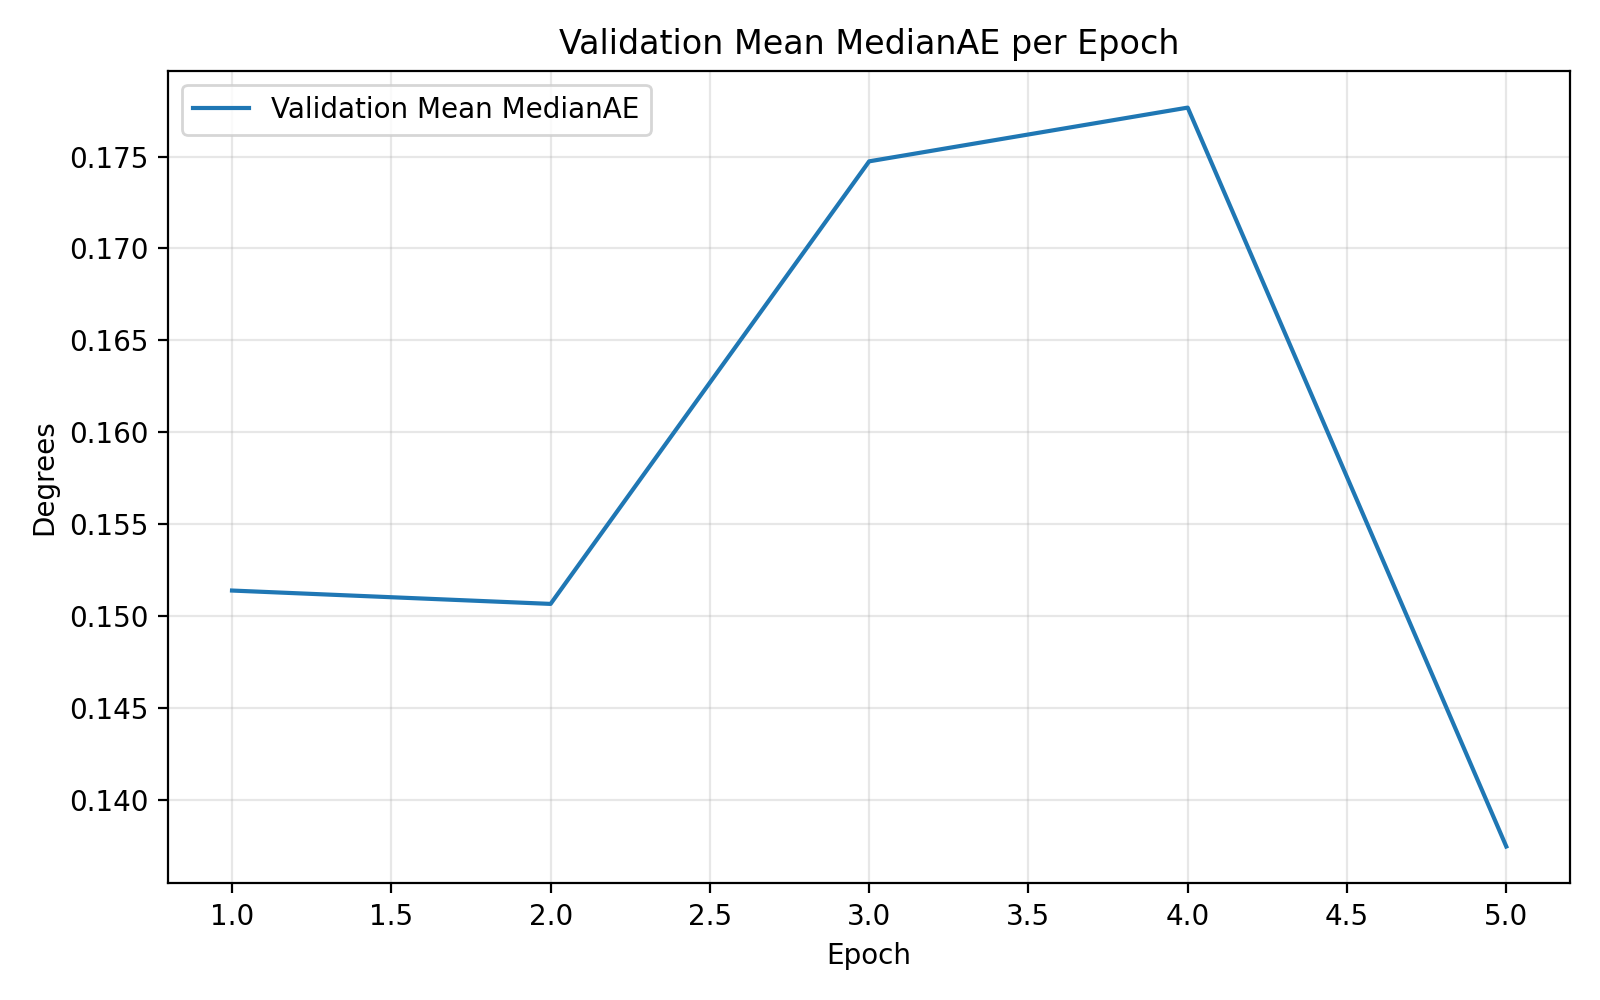 Validation Mean MedianAE per Epoch
Validation Mean MedianAE
0.175
0.170
0.165
0.160
0.155
0.150
0.145
0.140
Degrees
1.0 1.5 2.0 2.5 3.0 3.5 4.0 4.5 5.0
Epoch